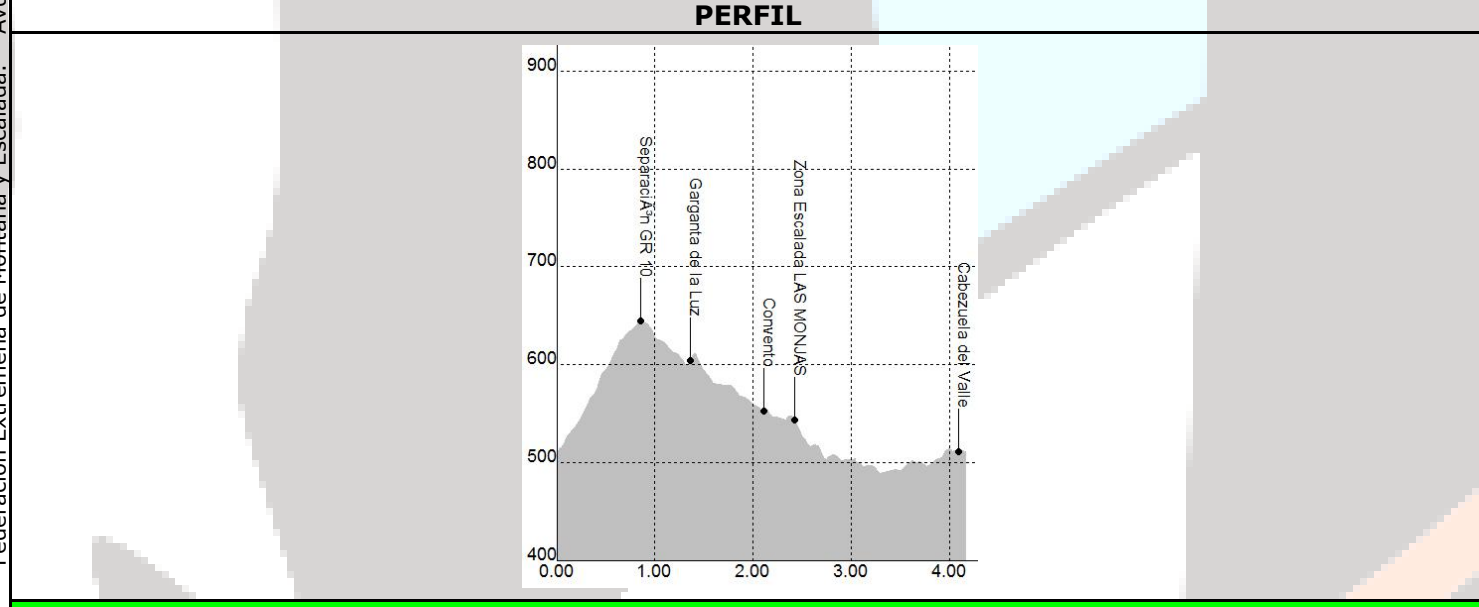 PERFIL
Federación Extremeña de Montaña y Escalada.
900
800
700
600
500
400
0.00 1.00 2.00 3.00 4.00
SeparaciÃ³n GR 10
Garganta de la Luz
Convento
Zona Escalada LAS MONJAS
Cabezuela del Valle